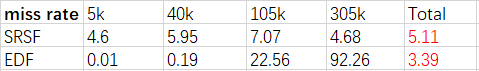 miss rate 5k 40k 105k 305k Total
SRSF 4.6 5.95 7.07 4.68 5.11
EDF 0.01 0.19 22.56 92.26 3.39